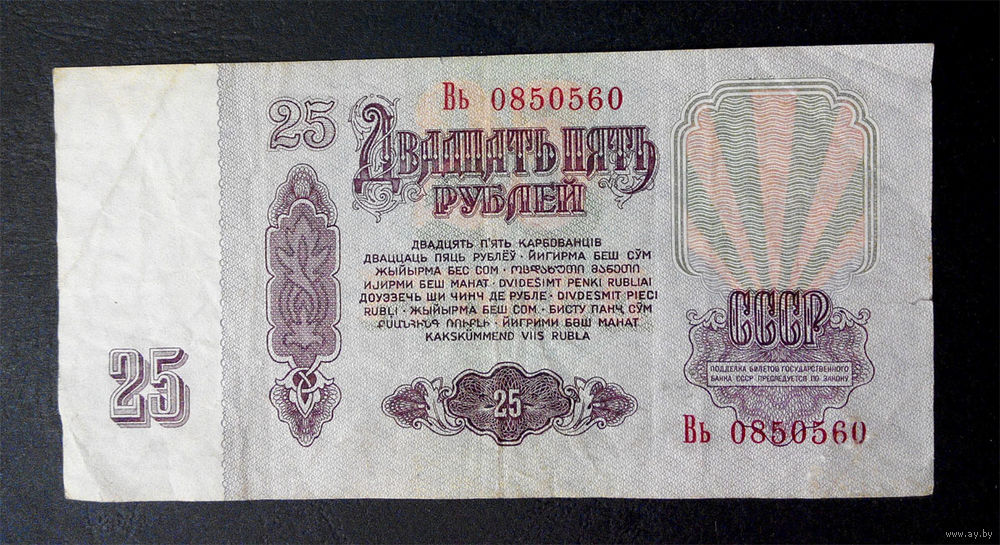 Вь 0850560
25
Двадцать пять
рублей
ДВАДЦЯТЬ П'ЯТЬ КАРБОВАНЦІВ
ДВАЦЦАЦЬ ПЯЦЬ РУБЛЁЎ · ЙИГИРМА БЕШ СЎМ
ЖЫЙЫРМА БЕС СОМ · ოცდახუთი მანეთი
ИЈИРМИ БЕШ МАНАТ · DVIDEŠIMT PENKI RUBLIAI
ДОУЭЗЕЧЬ ШИ ЧИНЧ ДЕ РУБЛЕ · DIVDESMIT PIECI
RUBĻI · ЖЫЙЫРМА БЕШ СОМ · БИСТУ ПАНҶ СЎМ
ՔՍԱՆՀԻՆԳ ՌՈՒԲԼԻ · ЙИГРИМИ БӘШ МАНАТ
KAKSKÜMMEND VIIS RUBLA
СССР
ПОДДЕЛКА БИЛЕТОВ ГОСУДАРСТВЕННОГО
БАНКА СССР ПРЕСЛЕДУЕТСЯ ПО ЗАКОНУ
25
25
Вь 0850560
www.ay.by